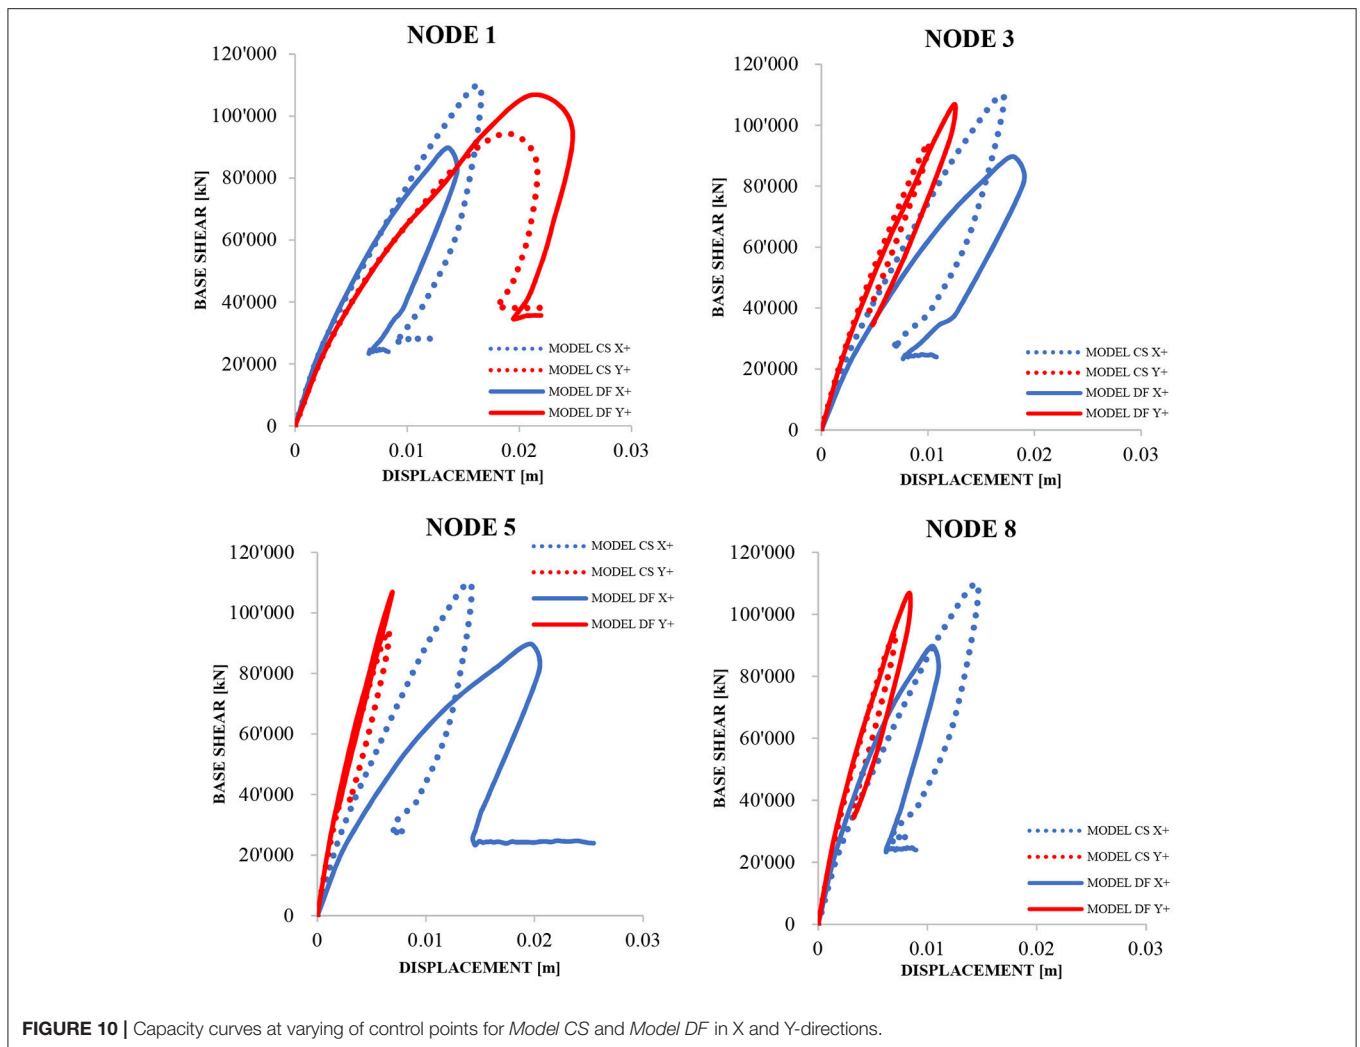 NODE 1
120'000
100'000
80'000
60'000
40'000
20'000
0
BASE SHEAR [kN]
0 0.01 0.02 0.03
DISPLACEMENT [m]
MODEL CS X+
MODEL CS Y+
MODEL DF X+
MODEL DF Y+
NODE 3
120'000
100'000
80'000
60'000
40'000
20'000
0
BASE SHEAR [kN]
0 0.01 0.02 0.03
DISPLACEMENT [m]
MODEL CS X+
MODEL CS Y+
MODEL DF X+
MODEL DF Y+
NODE 5
120'000
100'000
80'000
60'000
40'000
20'000
0
BASE SHEAR [kN]
0 0.01 0.02 0.03
DISPLACEMENT [m]
MODEL CS X+
MODEL CS Y+
MODEL DF X+
MODEL DF Y+
NODE 8
120'000
100'000
80'000
60'000
40'000
20'000
0
BASE SHEAR [kN]
0 0.01 0.02 0.03
DISPLACEMENT [m]
MODEL CS X+
MODEL CS Y+
MODEL DF X+
MODEL DF Y+
FIGURE 10 | Capacity curves at varying of control points for Model CS and Model DF in X and Y-directions.